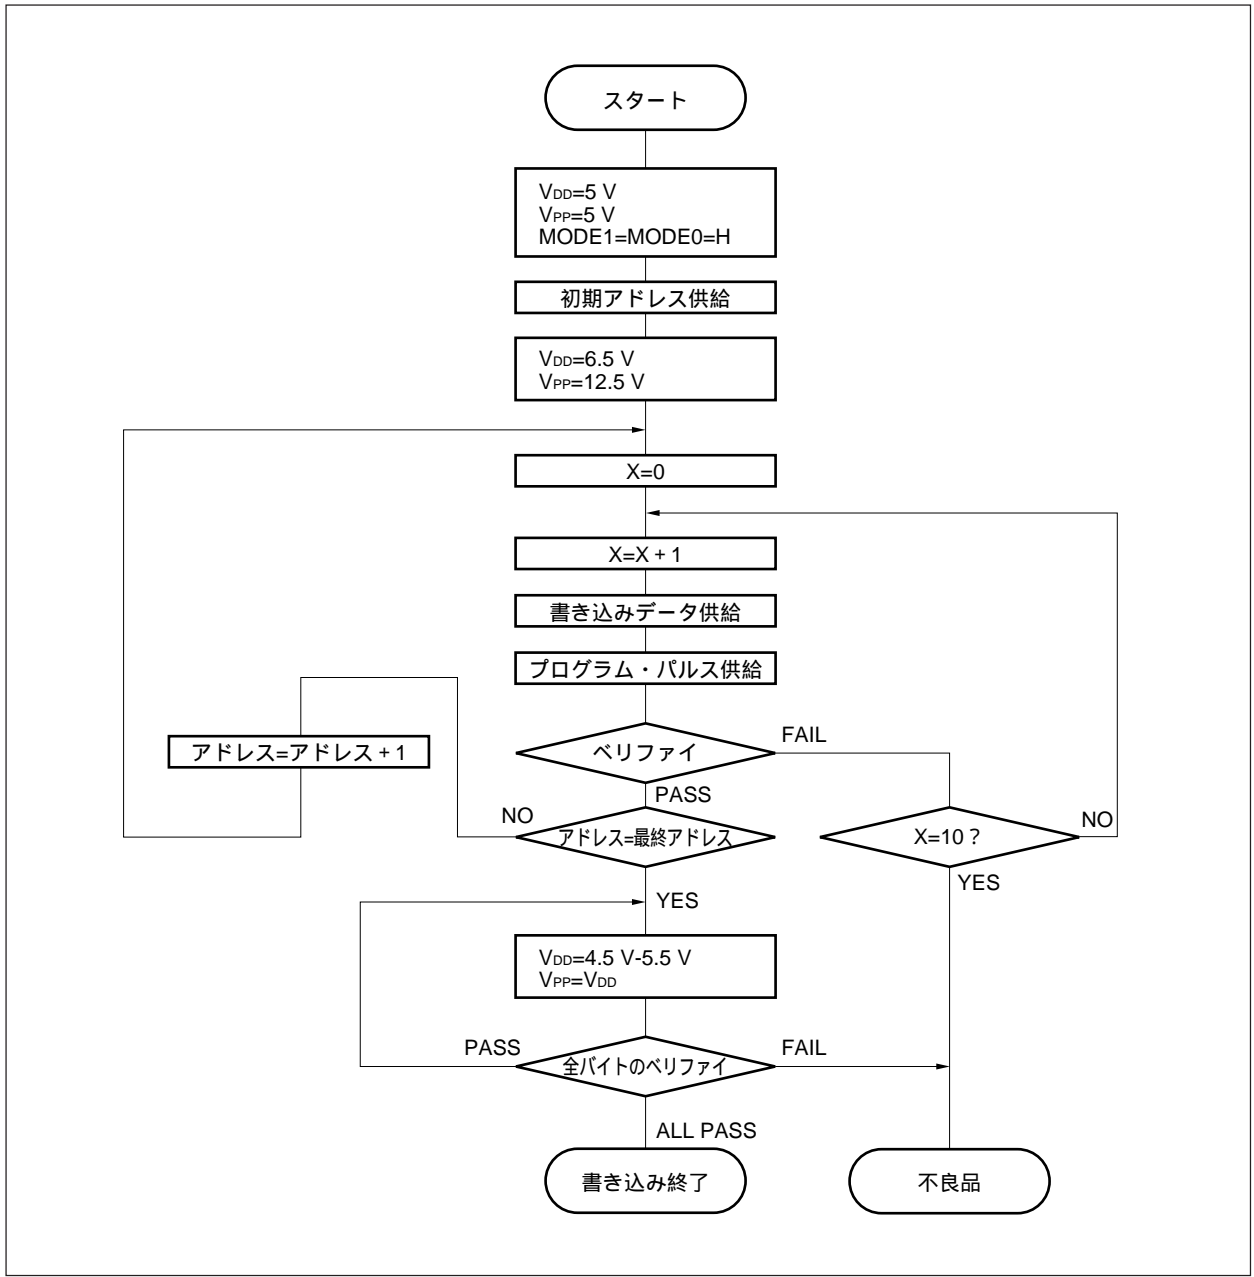 スタート
VDD=5 V
VPP=5 V
MODE1=MODE0=H
初期アドレス供給
VDD=6.5 V
VPP=12.5 V
X=0
X=X + 1
書き込みデータ供給
プログラム・パルス供給
アドレス=アドレス + 1
ベリファイ
FAIL
PASS
NO
アドレス=最終アドレス
X=10？
NO
YES
YES
VDD=4.5 V-5.5 V
VPP=VDD
PASS
全バイトのベリファイ
FAIL
ALL PASS
書き込み終了
不良品